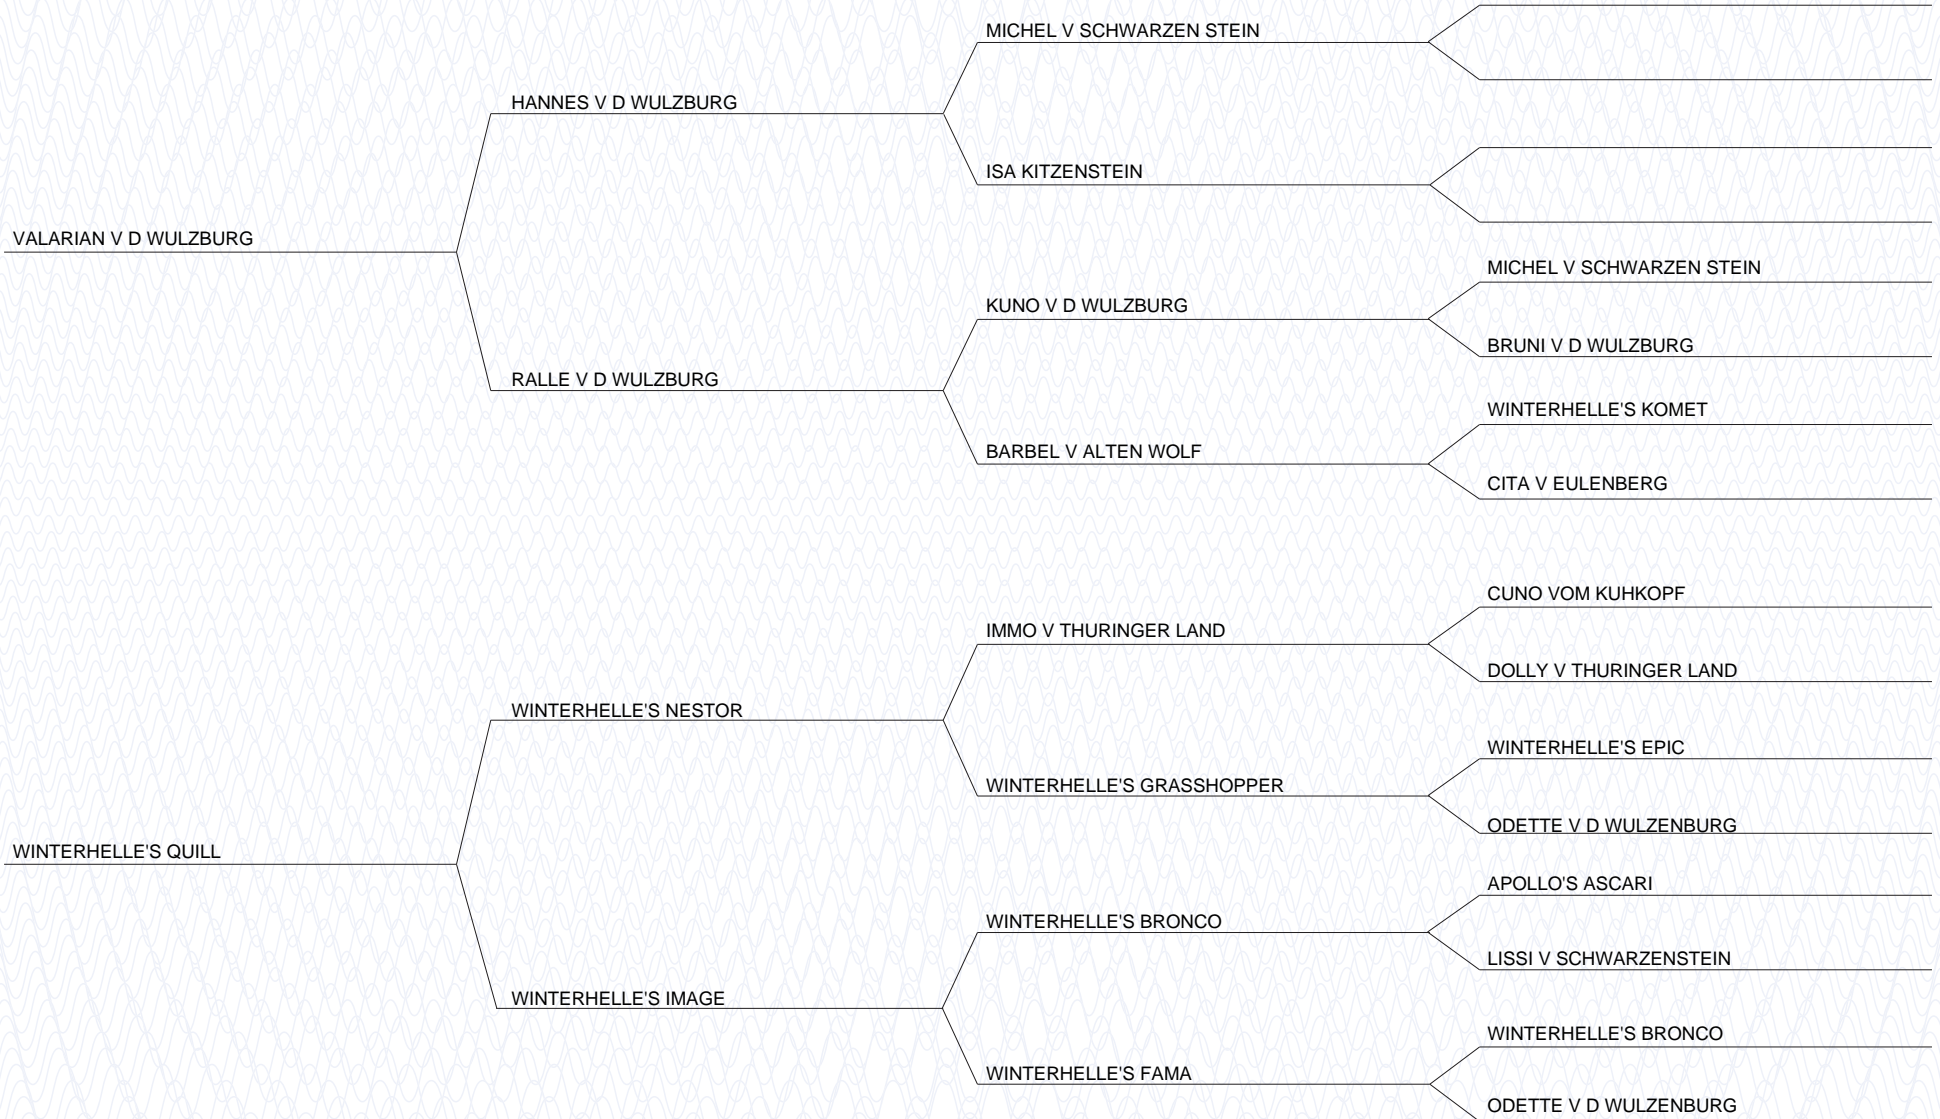 MICHEL V SCHWARZEN STEIN
HANNES V D WULZBURG
ISA KITZENSTEIN
VALARIAN V D WULZBURG
MICHEL V SCHWARZEN STEIN
KUNO V D WULZBURG
BRUNI V D WULZBURG
RALLE V D WULZBURG
WINTERHELLE'S KOMET
BARBEL V ALTEN WOLF
CITA V EULENBERG
CUNO VOM KUHKOPF
IMMO V THURINGER LAND
DOLLY V THURINGER LAND
WINTERHELLE'S NESTOR
WINTERHELLE'S EPIC
WINTERHELLE'S GRASSHOPPER
ODETTE V D WULZENBURG
WINTERHELLE'S QUILL
APOLLO'S ASCARI
WINTERHELLE'S BRONCO
LISSI V SCHWARZENSTEIN
WINTERHELLE'S IMAGE
WINTERHELLE'S BRONCO
WINTERHELLE'S FAMA
ODETTE V D WULZENBURG